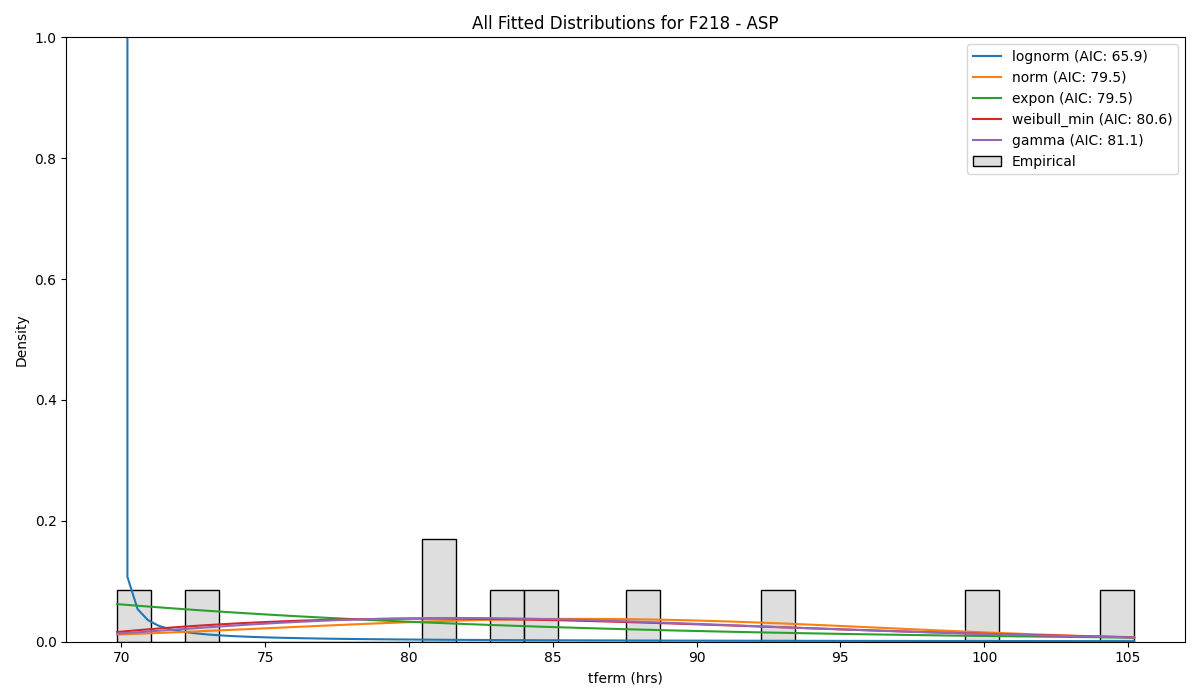 All Fitted Distributions for F218 - ASP
lognorm (AIC: 65.9)
norm (AIC: 79.5)
expon (AIC: 79.5)
weibull_min (AIC: 80.6)
gamma (AIC: 81.1)
Empirical
Density
1.0
0.8
0.6
0.4
0.2
0.0
70 75 80 85 90 95 100 105
tferm (hrs)